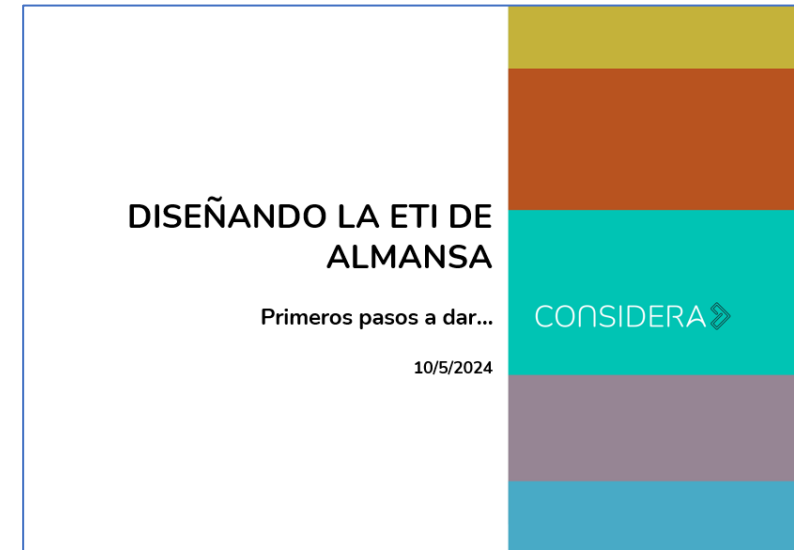 DISEÑANDO LA ETI DE
ALMANSA
Primeros pasos a dar...
10/5/2024
CONSIDERA